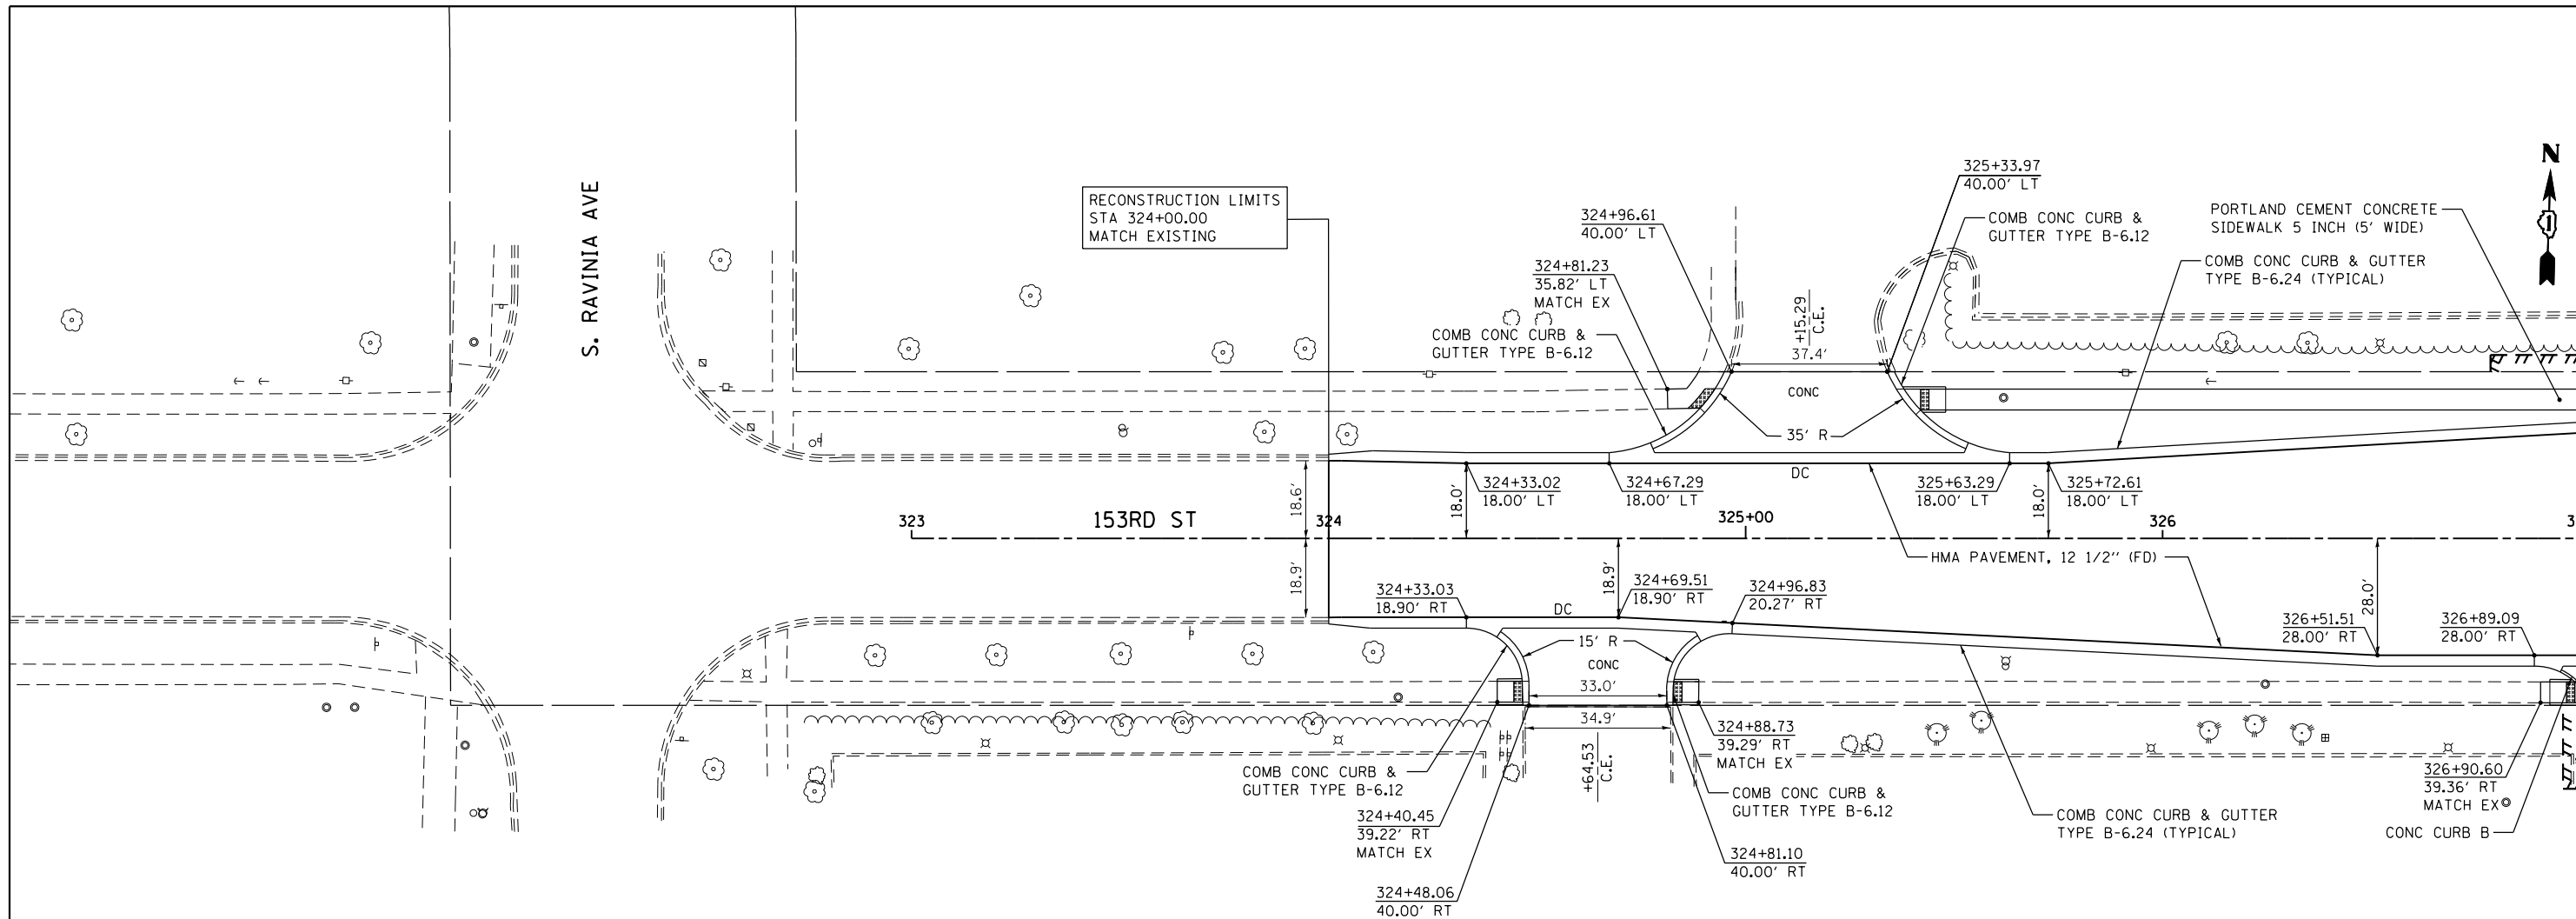 S. RAVINIA AVE
RECONSTRUCTION LIMITS
STA 324+00.00
MATCH EXISTING
324+96.61
40.00' LT
324+81.23
35.82' LT
MATCH EX
COMB CONC CURB &
GUTTER TYPE B-6.12
+15.29
C.E.
37.4'
CONC
35' R
325+33.97
40.00' LT
COMB CONC CURB &
GUTTER TYPE B-6.12
PORTLAND CEMENT CONCRETE
SIDEWALK 5 INCH (5' WIDE)
COMB CONC CURB & GUTTER
TYPE B-6.24 (TYPICAL)
N
1
18.6'
18.0'
324+33.02
18.00' LT
324+67.29
18.00' LT
DC
325+63.29
18.00' LT
18.0'
325+72.61
18.00' LT
323
153RD ST
324
325+00
326
3
HMA PAVEMENT, 12 1/2" (FD)
18.9'
324+33.03
18.90' RT
DC
18.9'
324+69.51
18.90' RT
324+96.83
20.27' RT
28.0'
326+51.51
28.00' RT
326+89.09
28.00' RT
15' R
CONC
33.0'
34.9'
+64.53
C.E.
324+88.73
39.29' RT
MATCH EX
COMB CONC CURB &
GUTTER TYPE B-6.12
COMB CONC CURB &
GUTTER TYPE B-6.12
COMB CONC CURB & GUTTER
TYPE B-6.24 (TYPICAL)
326+90.60
39.36' RT
MATCH EX
CONC CURB B
324+40.45
39.22' RT
MATCH EX
324+81.10
40.00' RT
324+48.06
40.00' RT